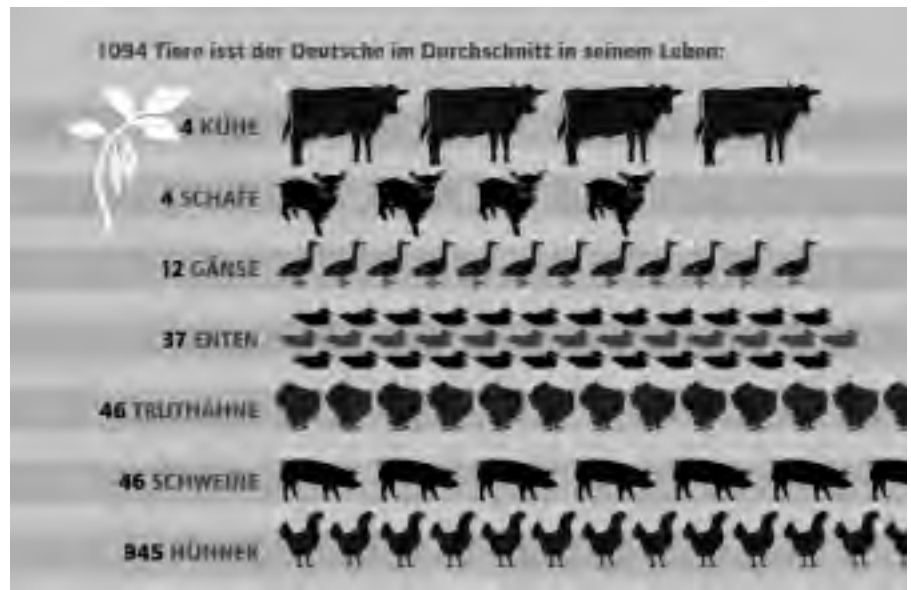 1094 Tiere isst der Deutsche im Durchschnitt in seinem Leben:
4 KÜHE
4 SCHAFE
12 GÄNSE
37 ENTEN
46 TRUTHÄHNE
46 SCHWEINE
945 HÜHNER